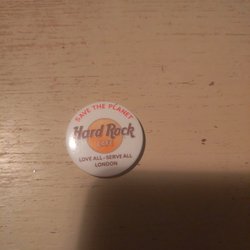 SAVE THE PLANET
Hard Rock
CAFE
LOVE ALL - SERVE ALL
LONDON